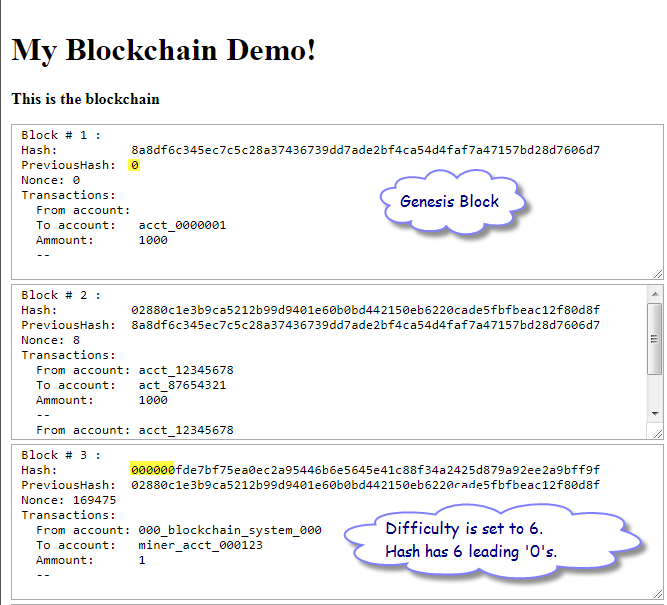 My Blockchain Demo!
This is the blockchain
Block # 1 :
Hash: 8a8df6c345ec7c5c28a37436739dd7ade2bf4ca54d4faf7a47157bd28d7606d7
PreviousHash: 0
Nonce: 0
Transactions:
From account:
To account: acct_0000001
Ammount: 1000
--
Genesis Block
Block # 2 :
Hash: 02880c1e3b9ca5212b99d9401e60b0bd442150eb6220cade5fbfbeac12f80d8f
PreviousHash: 8a8df6c345ec7c5c28a37436739dd7ade2bf4ca54d4faf7a47157bd28d7606d7
Nonce: 8
Transactions:
From account: acct_12345678
To account: act_87654321
Ammount: 1000
--
From account: acct_12345678
Block # 3 :
Hash: 000000fde7bf75ea0ec2a95446b6e5645e41c88f34a2425d879a92ee2a9bff9f
PreviousHash: 02880c1e3b9ca5212b99d9401e60b0bd442150eb6220cade5fbfbeac12f80d8f
Nonce: 169475
Transactions:
From account: 000_blockchain_system_000
To account: miner_acct_000123
Ammount: 1
--
Difficulty is set to 6.
Hash has 6 leading '0's.